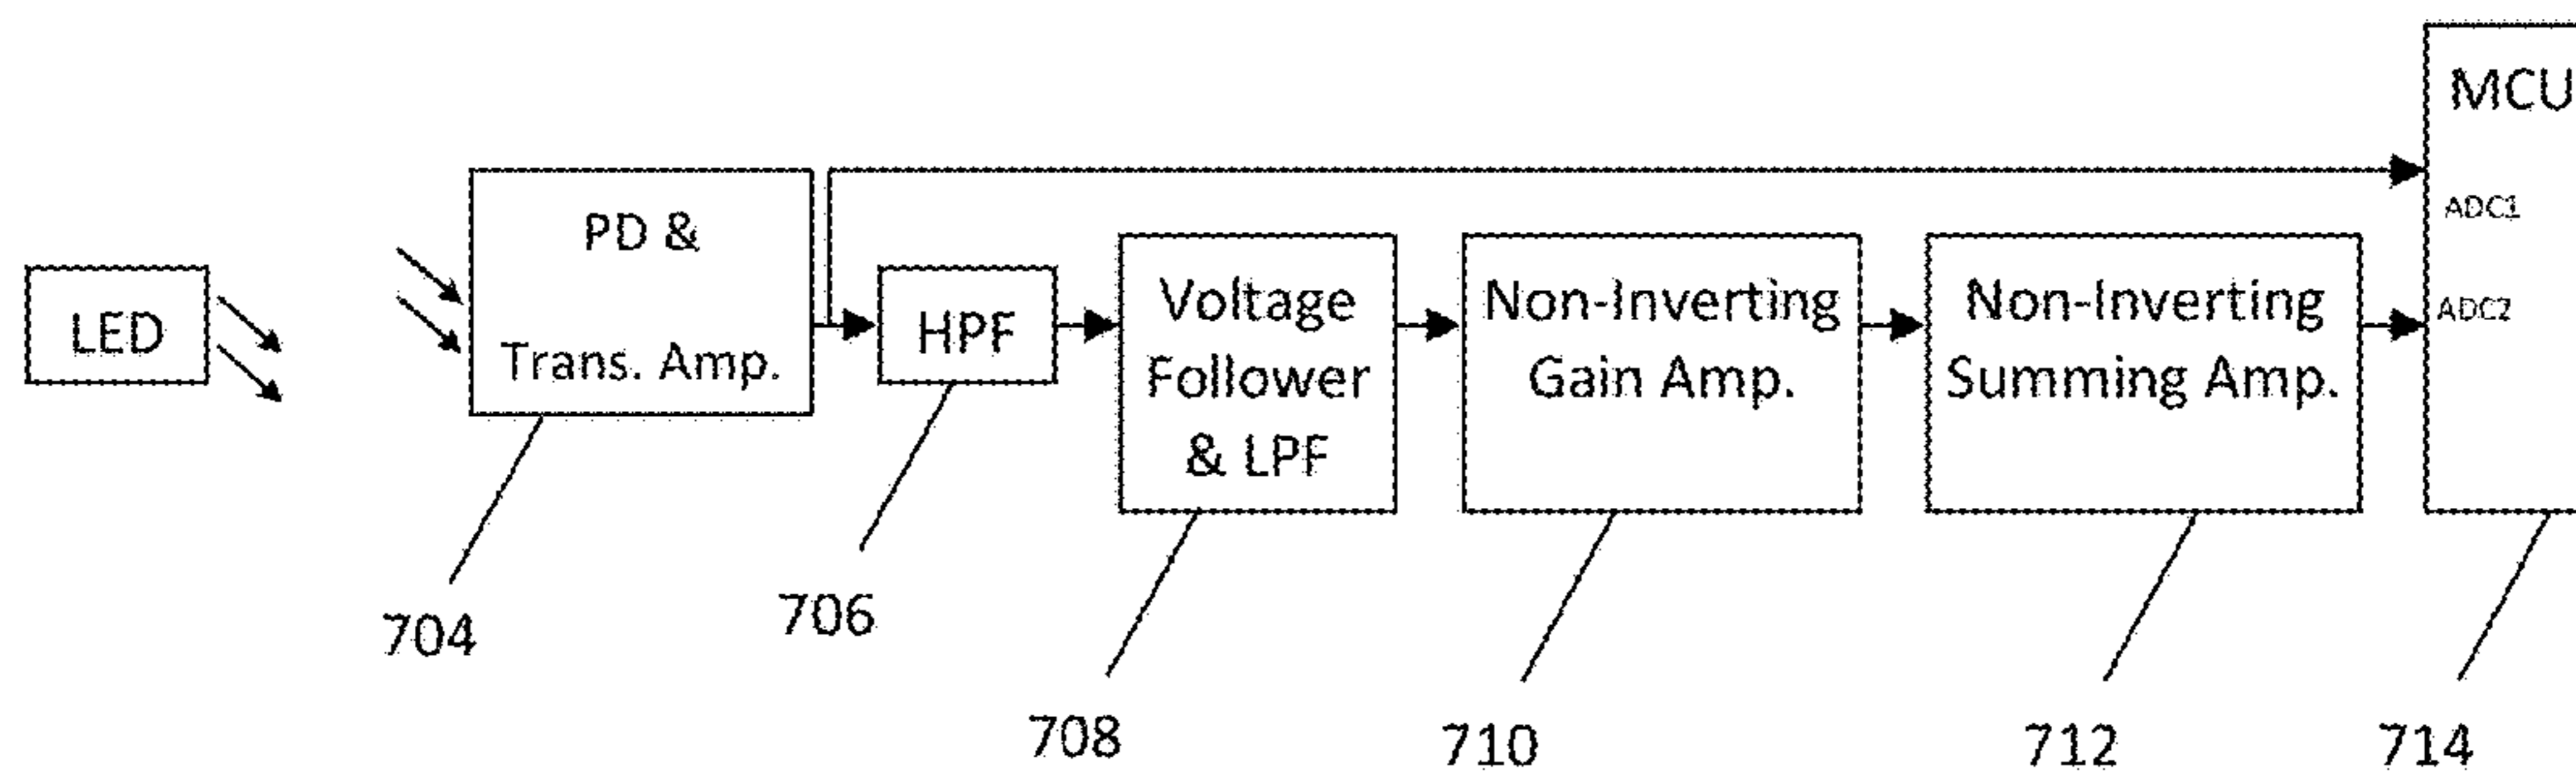 MCU
ADC1
ADC2
LED
PD &
Trans. Amp.
HPF
Voltage
Follower
& LPF
Non-Inverting
Gain Amp.
Non-Inverting
Summing Amp.
704
706
708
710
712
714